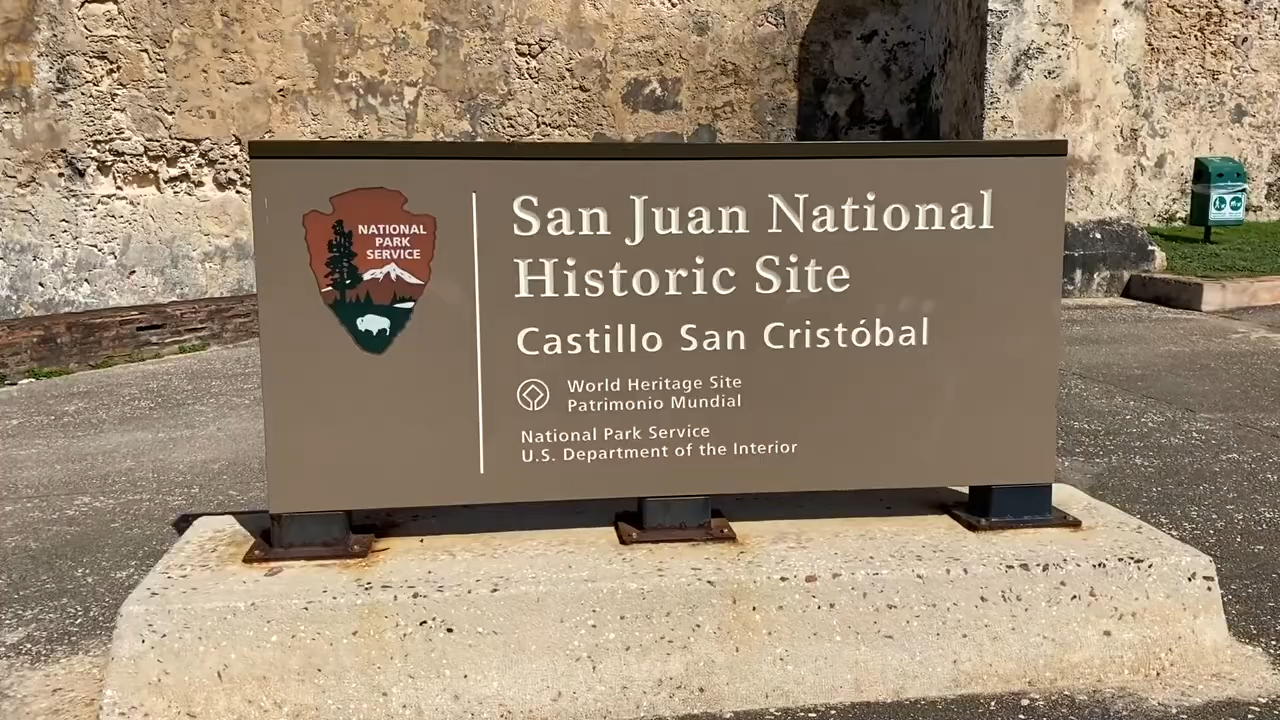 NATIONAL
PARK
SERVICE
San Juan National
Historic Site
Castillo San Cristóbal
World Heritage Site
Patrimonio Mundial
National Park Service
U.S. Department of the Interior